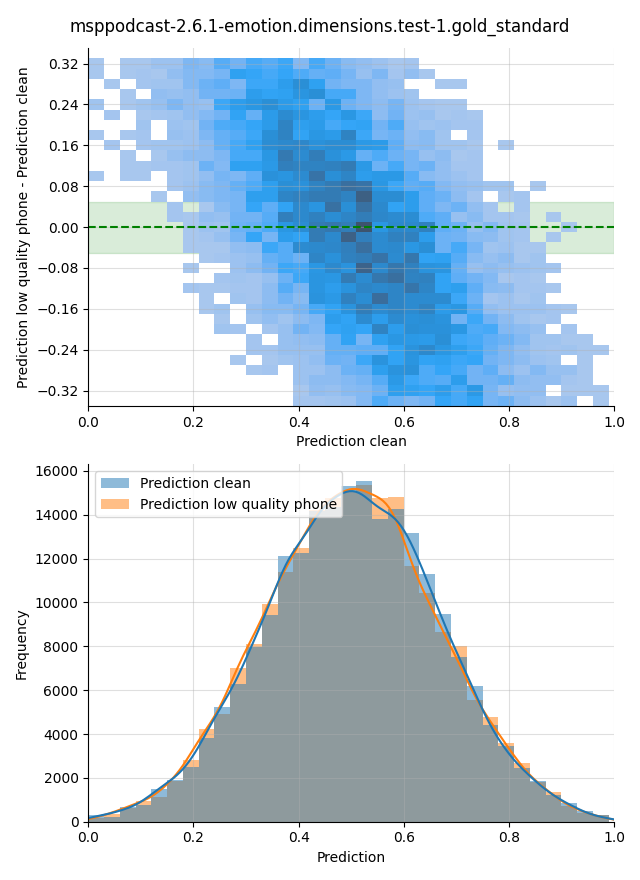 msppodcast-2.6.1-emotion.dimensions.test-1.gold_standard
Prediction low quality phone - Prediction clean
0.32
0.24
0.16
0.08
0.00
−0.08
−0.16
−0.24
−0.32
0.0 0.2 0.4 0.6 0.8 1.0
Prediction clean
Frequency
16000
14000
12000
10000
8000
6000
4000
2000
0
Prediction clean
Prediction low quality phone
0.0 0.2 0.4 0.6 0.8 1.0
Prediction